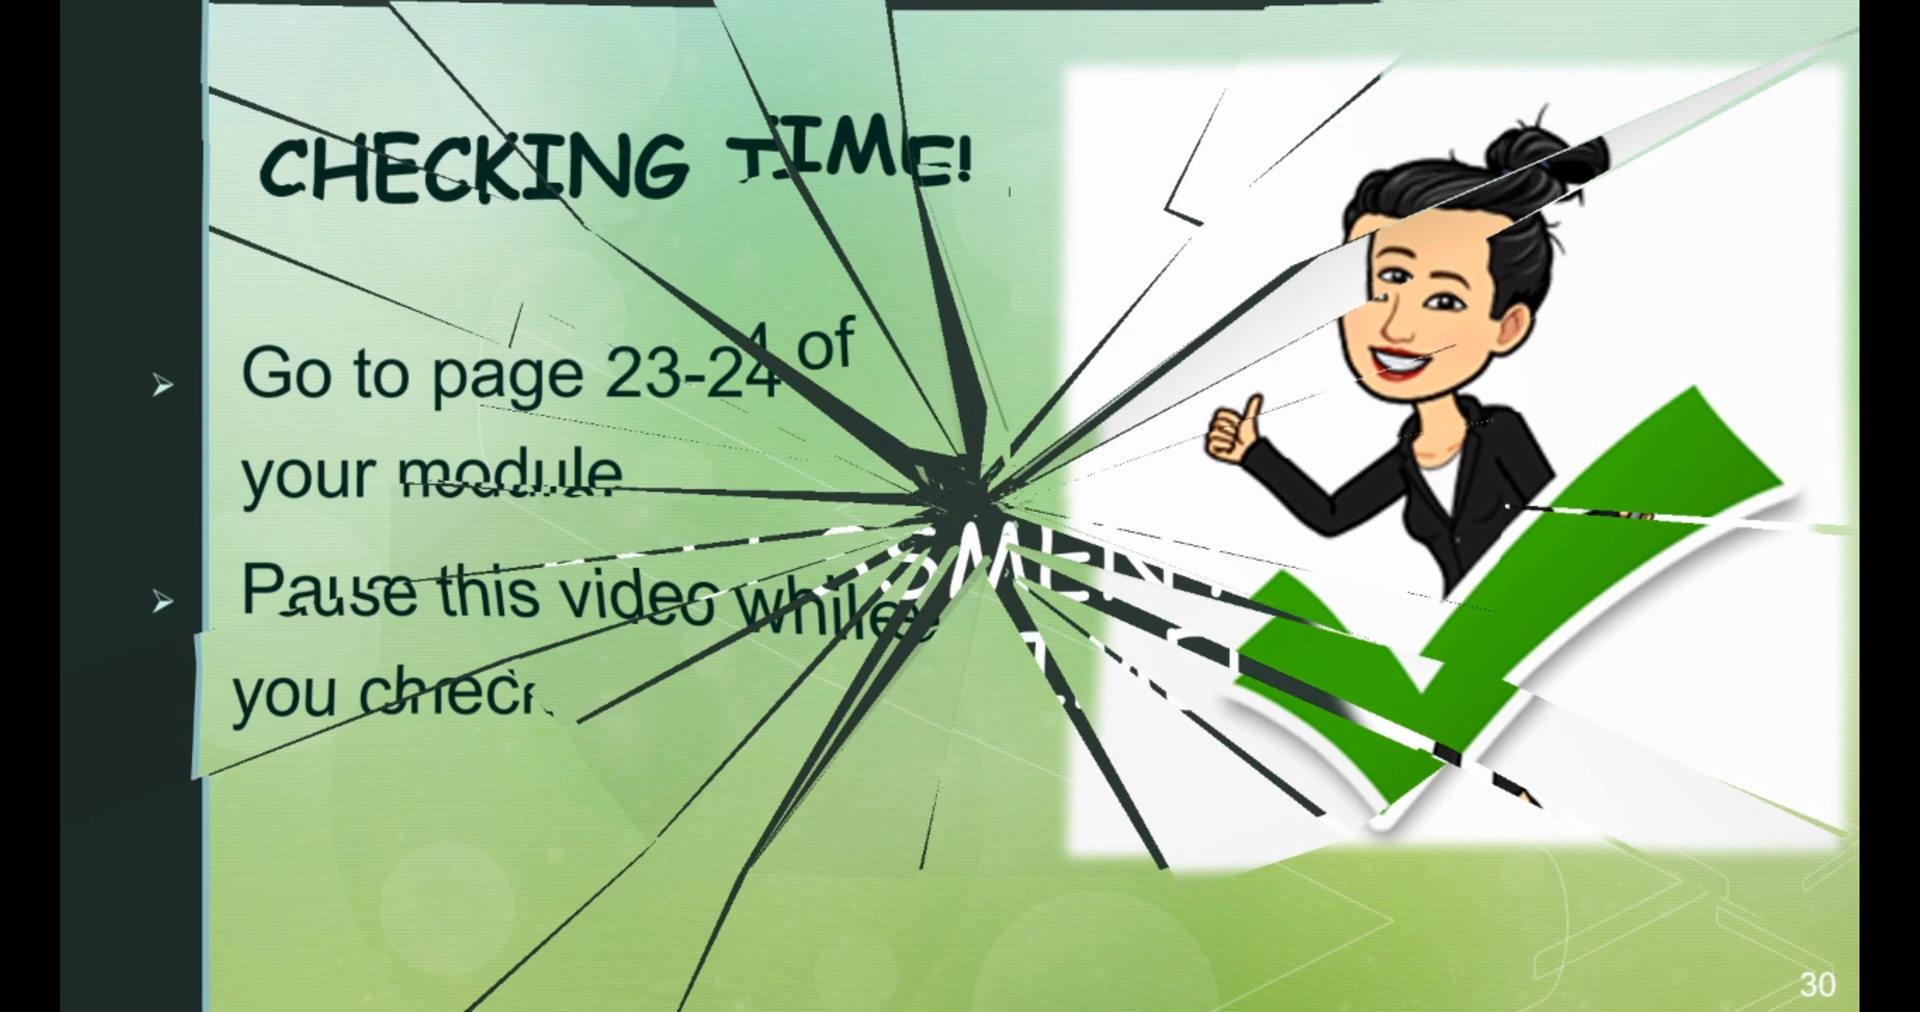 CHECKING TIME!
Go to page 23-24 of
your module
Pause this video while
you check
30